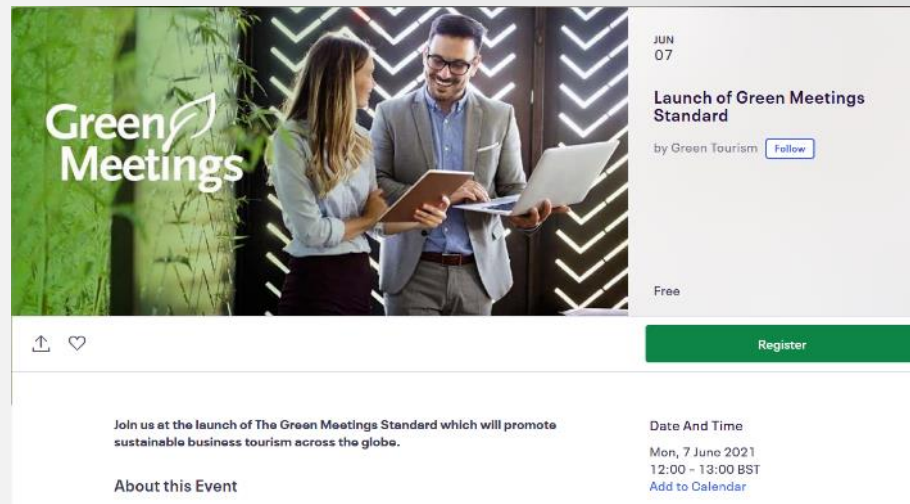 Green
Meetings
JUN
07
Launch of Green Meetings
Standard
by Green Tourism Follow
Free
Register
Join us at the launch of The Green Meetings Standard which will promote
sustainable business tourism across the globe.
About this Event
Date And Time
Mon, 7 June 2021
12:00 – 13:00 BST
Add to Calendar